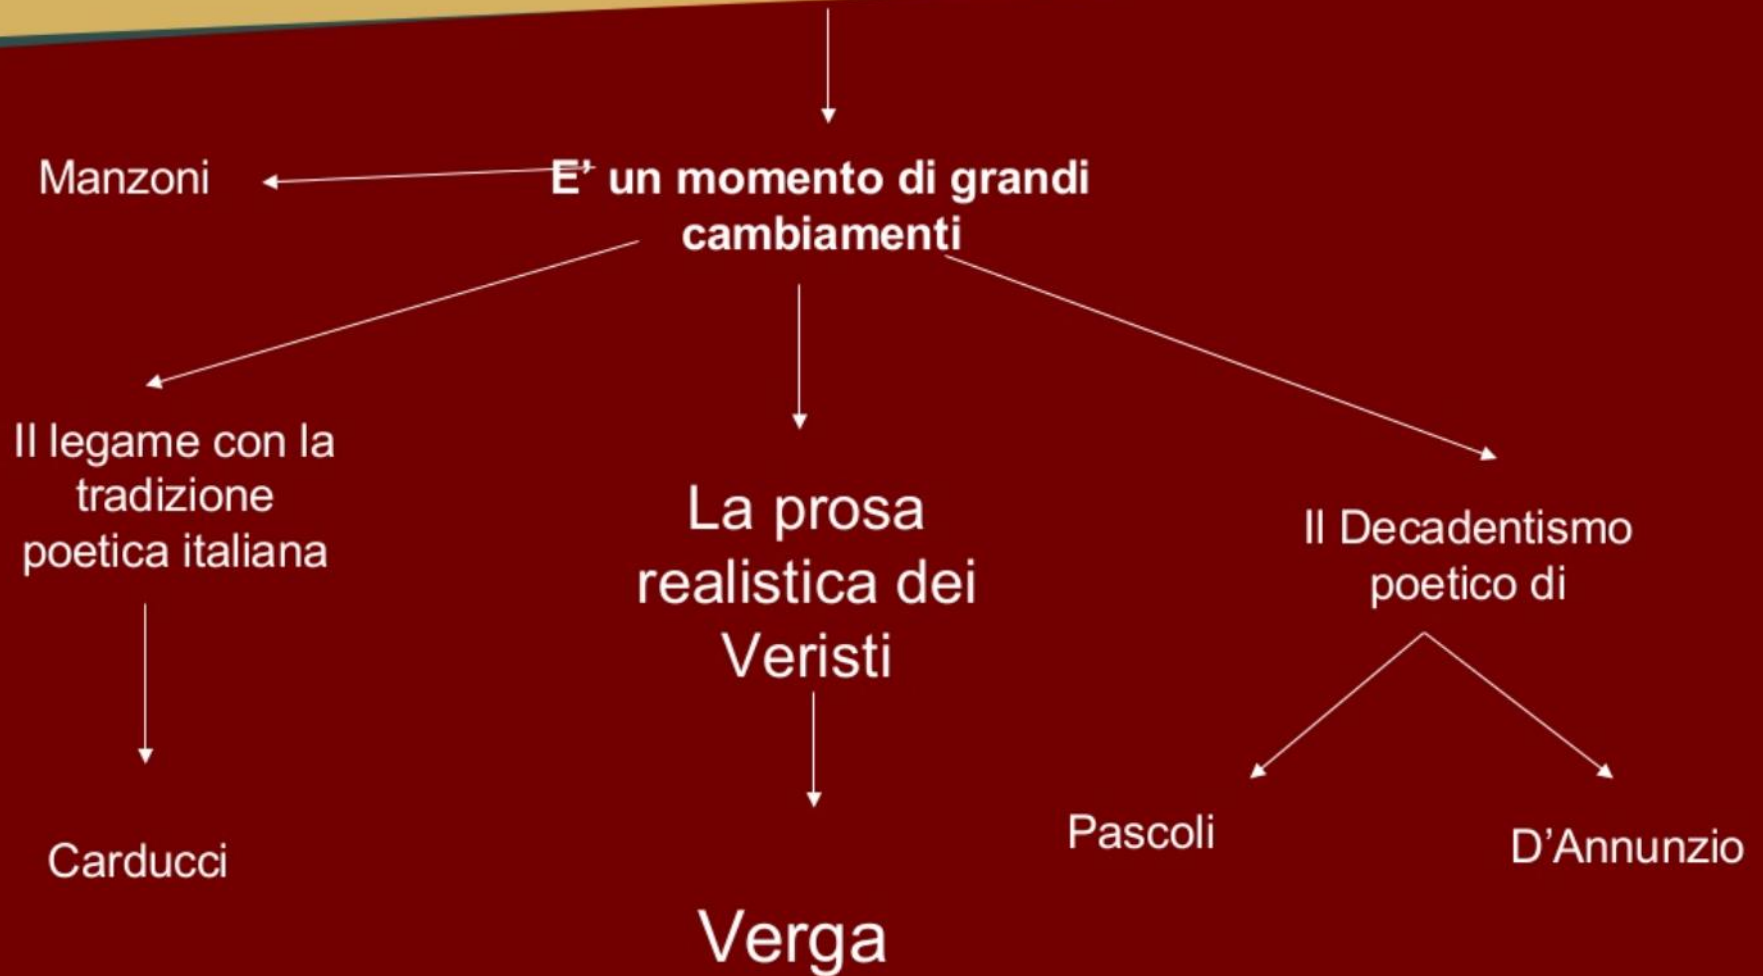 Manzoni
E' un momento di grandi
cambiamenti
Il legame con la
tradizione
poetica italiana
La prosa
realistica dei
Veristi
Il Decadentismo
poetico di
Carducci
Verga
Pascoli
D'Annunzio